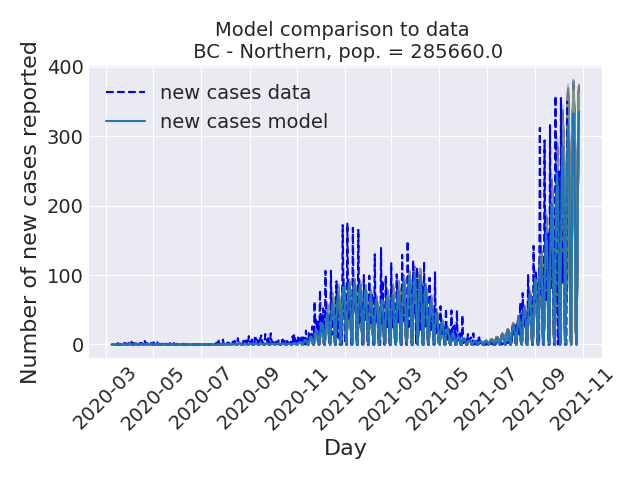 Model comparison to data
BC - Northern, pop. = 285660.0
Number of new cases reported
400
300
200
100
0
new cases data
new cases model
2020-03
2020-05
2020-07
2020-09
2020-11
2021-01
2021-03
2021-05
2021-07
2021-09
2021-11
Day